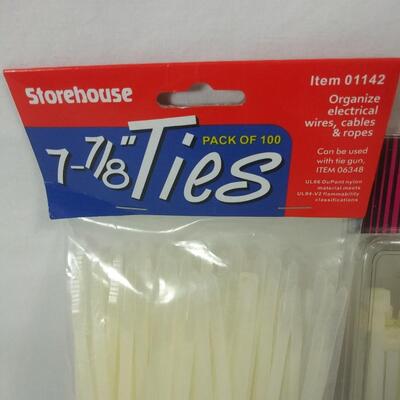 Storehouse
Item 01142
Organize
electrical
wires, cables
& ropes
PACK OF 100
7-7/8" Ties
Can be used
with tie gun,
ITEM 06348
UL66 DuPont nylon
material meets
UL94-V2 flammability
classifications